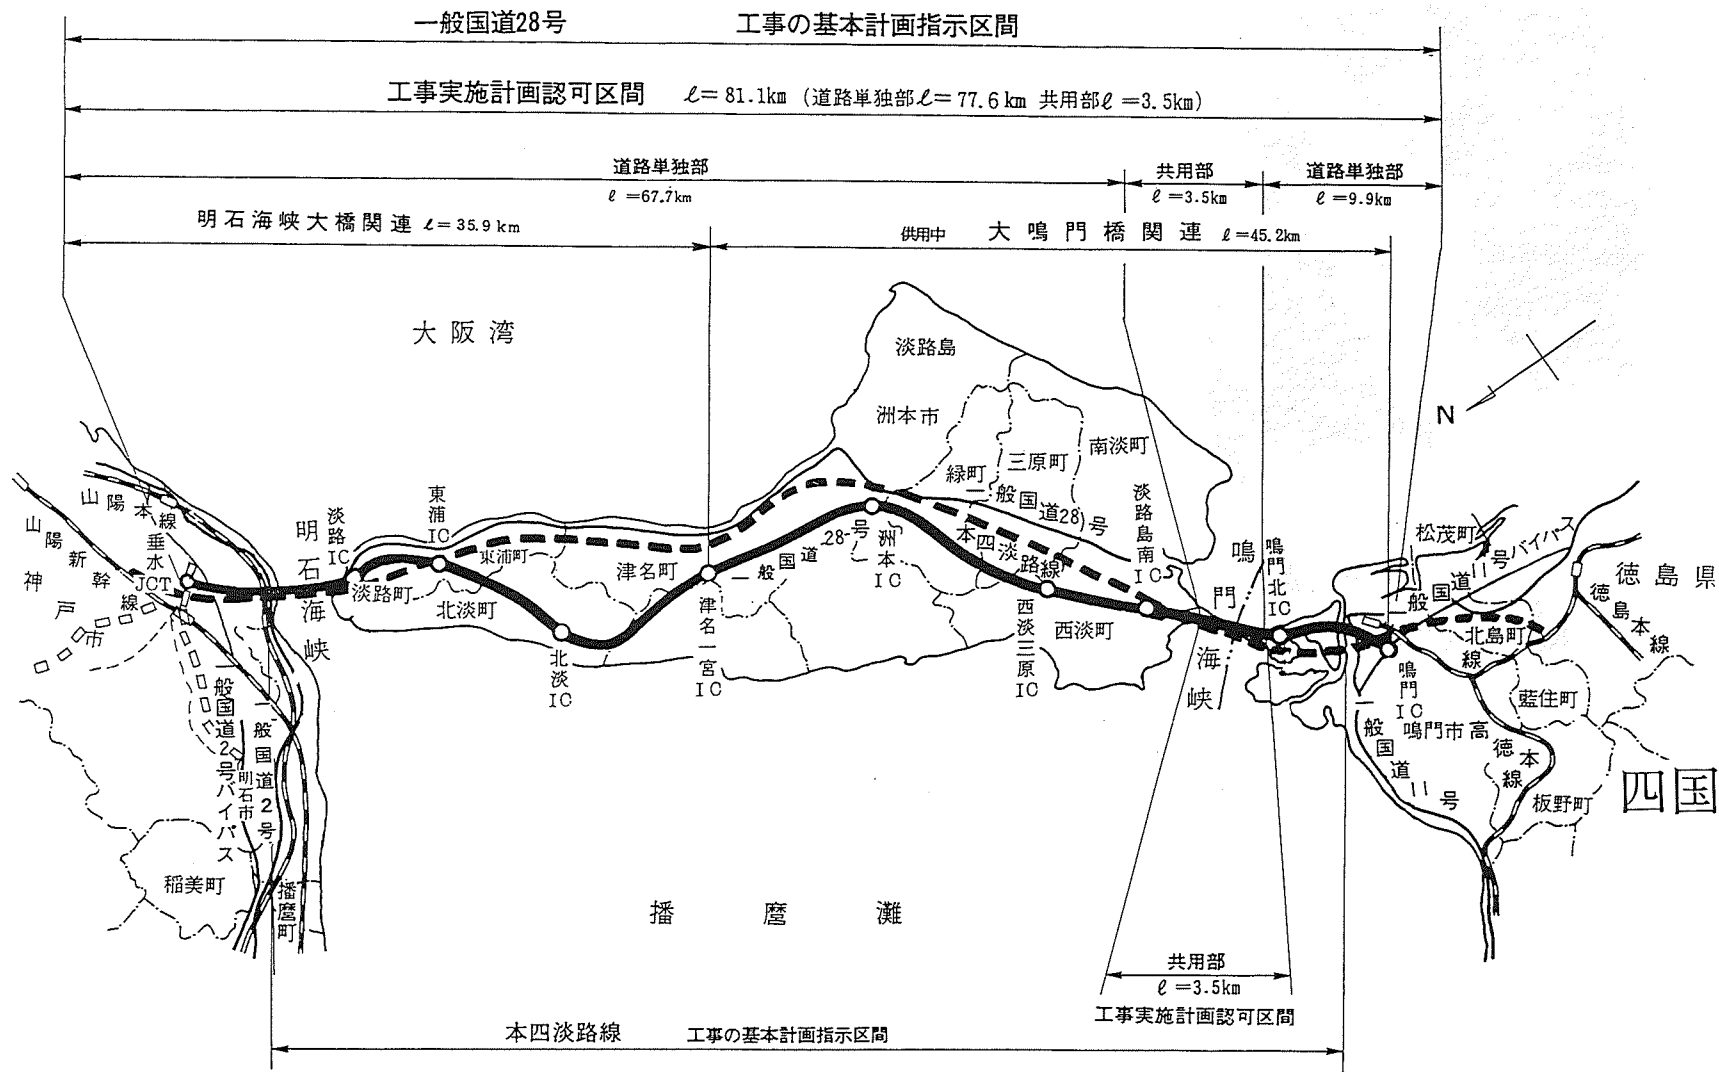 一般国道28号 工事の基本計画指示区間
工事実施計画認可区間 ℓ=81.1km (道路単独部ℓ=77.6km 共用部ℓ=3.5km)
道路単独部
ℓ=67.7km
共用部
ℓ=3.5km
道路単独部
ℓ=9.9km
明石海峡大橋関連 ℓ=35.9km
供用中 大鳴門橋関連 ℓ=45.2km
大阪湾
淡路島
洲本市
緑町
三原町
南淡町
一般国道28号
N
山陽本線
山陽新幹線
神戸市
垂水JCT
明石海峡
淡路IC
東浦IC
淡路町
東浦町
北淡町
津名町
北淡IC
津名一宮IC
一般国道28号
洲本IC
本四淡路線
西淡三原IC
西淡町
淡路島南IC
鳴門海峡
鳴門北IC
松茂町
一般国道11号バイパス
徳島県
徳島本線
北島町
鳴門IC
藍住町
鳴門市
高徳本線
板野町
一般国道11号
四国
一般国道2号バイパス
一般国道2号
明石市
稲美町
播磨町
播磨灘
共用部
ℓ=3.5km
工事実施計画認可区間
本四淡路線 工事の基本計画指示区間